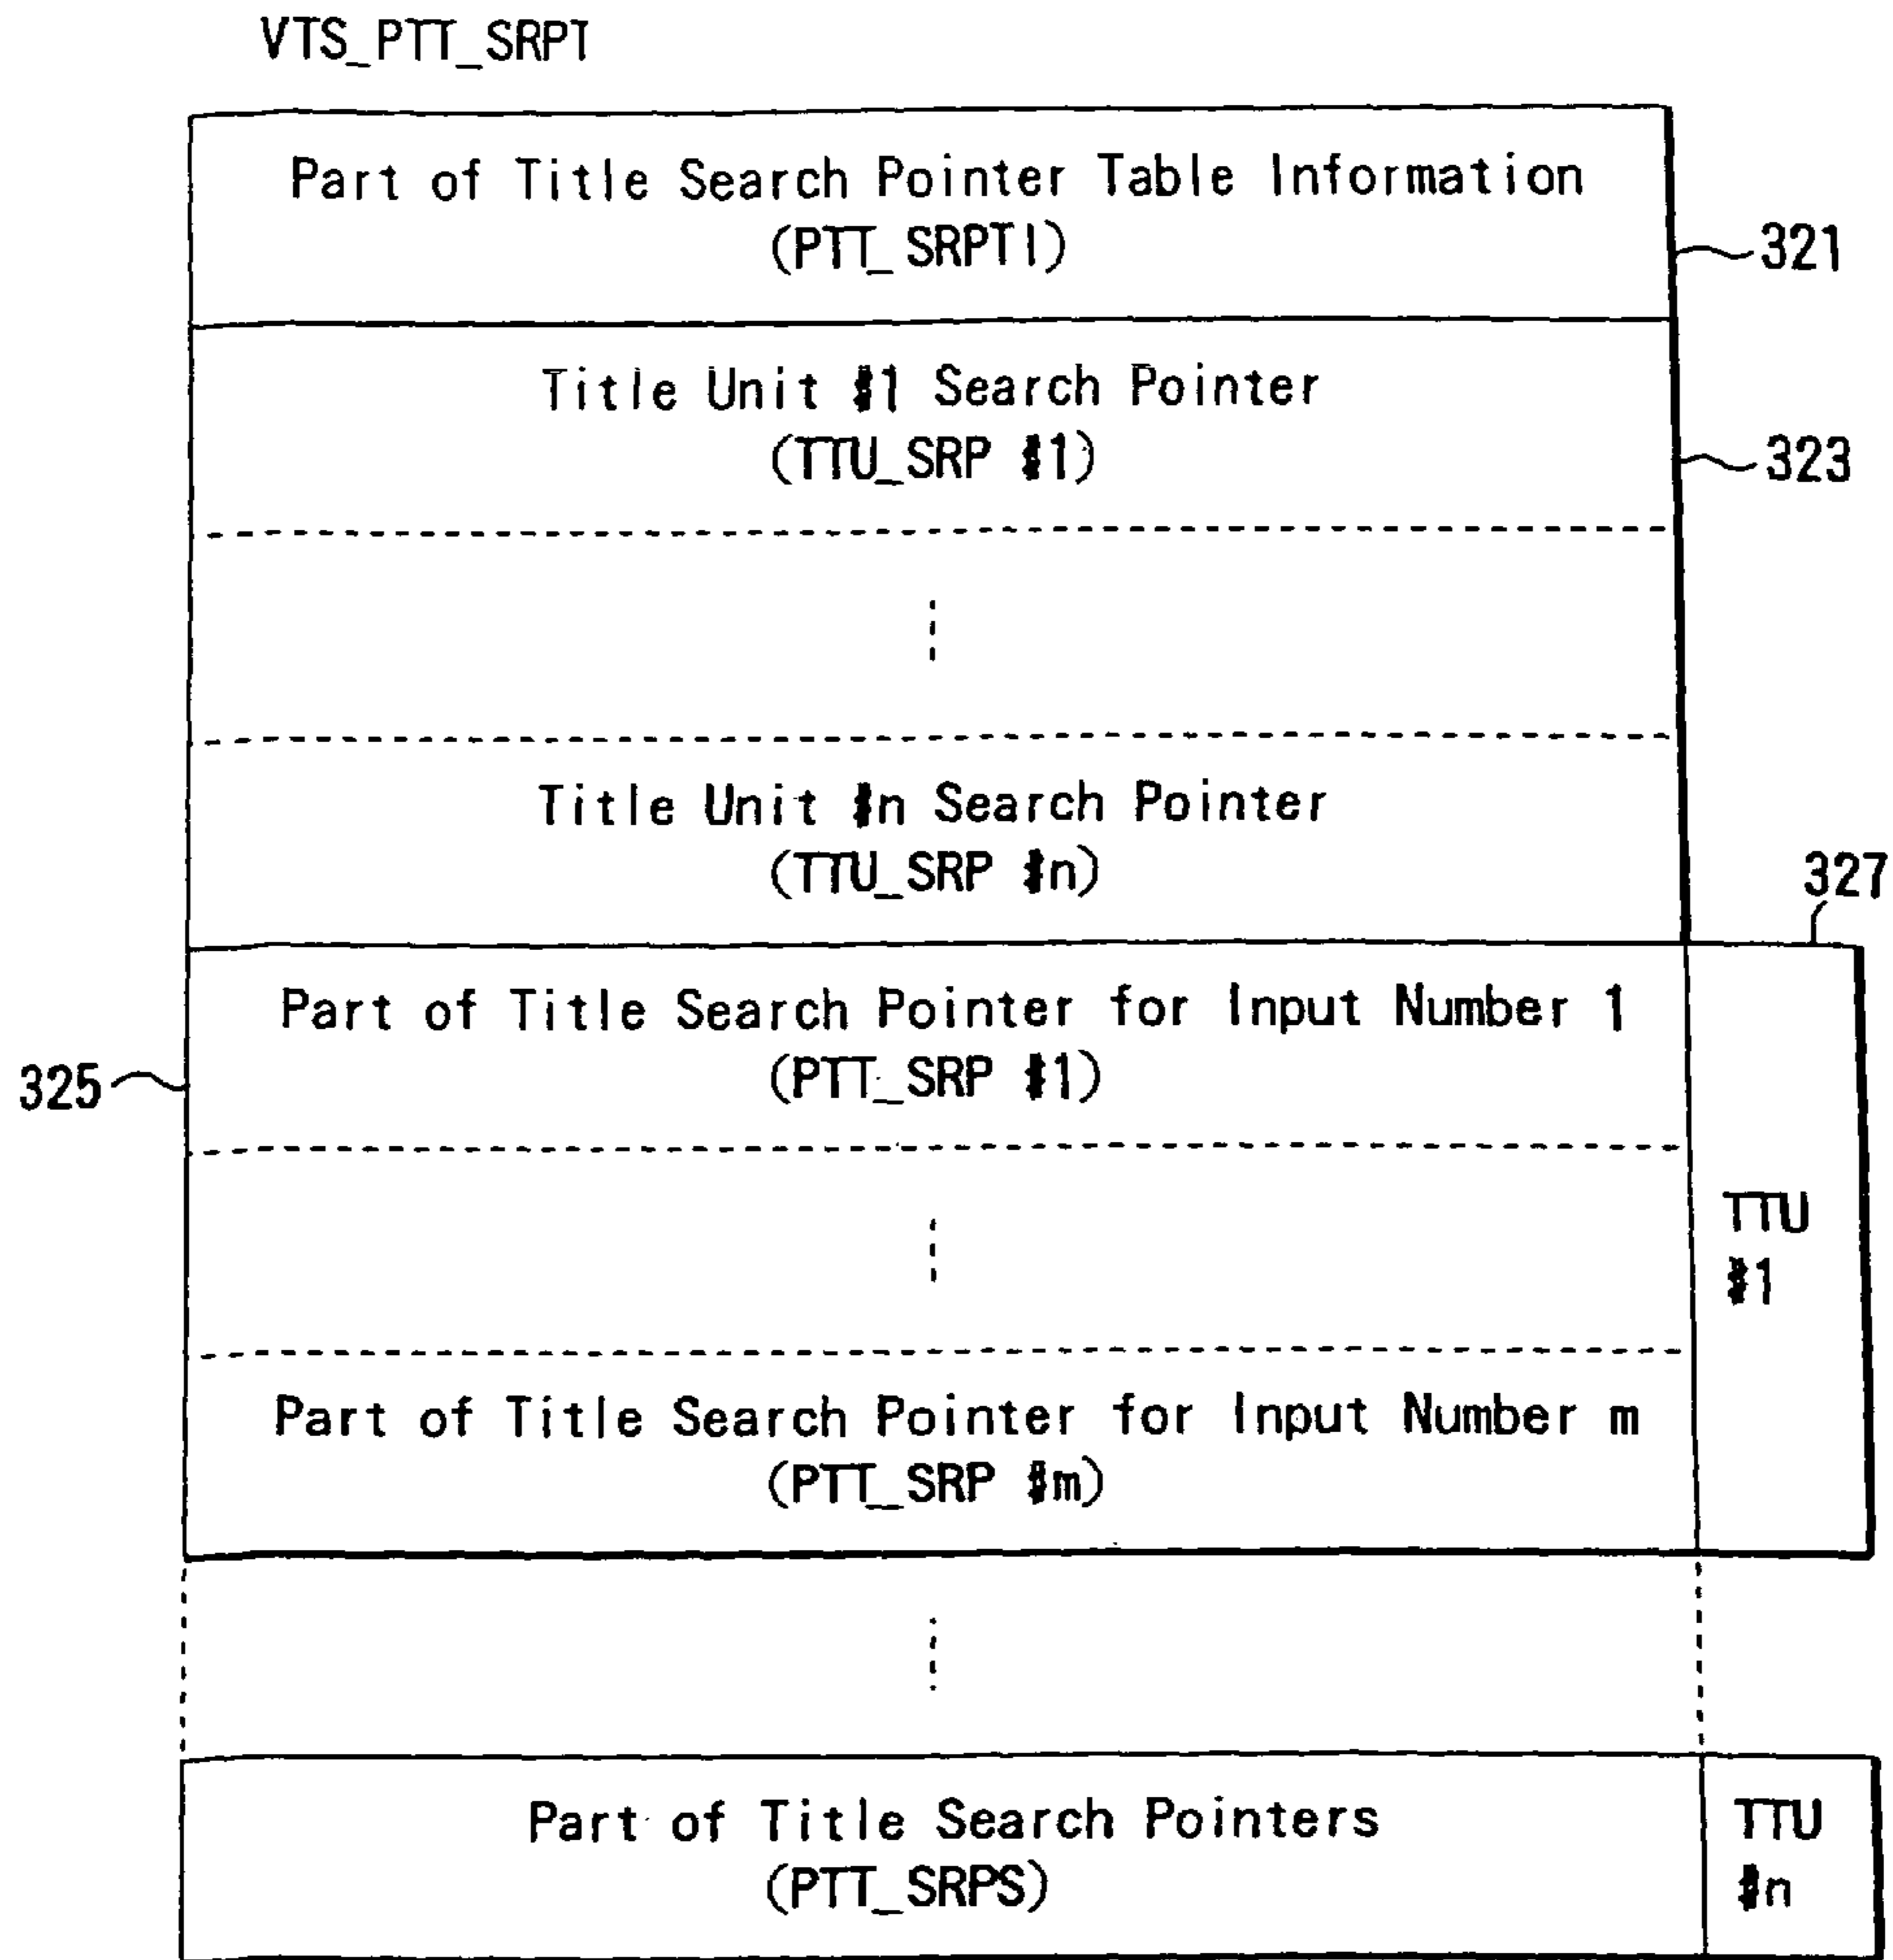 VTS_PTT_SRPT
Part of Title Search Pointer Table Information
(PTT_SRPTI)
321
Title Unit #1 Search Pointer
(TTU_SRP #1)
323
Title Unit #n Search Pointer
(TTU_SRP #n)
327
Part of Title Search Pointer for Input Number 1
(PTT_SRP #1)
325
TTU
#1
Part of Title Search Pointer for Input Number m
(PTT_SRP #m)
Part of Title Search Pointers
(PTT_SRPS)
TTU
#n